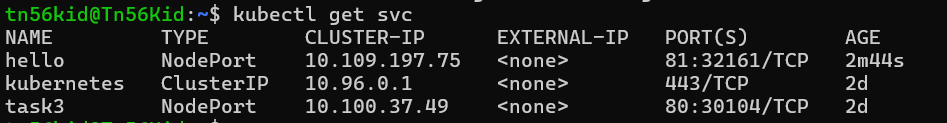 tn56kid@Tn56Kid:~$ kubectl get svc
NAME TYPE CLUSTER-IP EXTERNAL-IP PORT(S) AGE
hello NodePort 10.109.197.75 <none> 81:32161/TCP 2m44s
kubernetes ClusterIP 10.96.0.1 <none> 443/TCP 2d
task3 NodePort 10.100.37.49 <none> 80:30104/TCP 2d